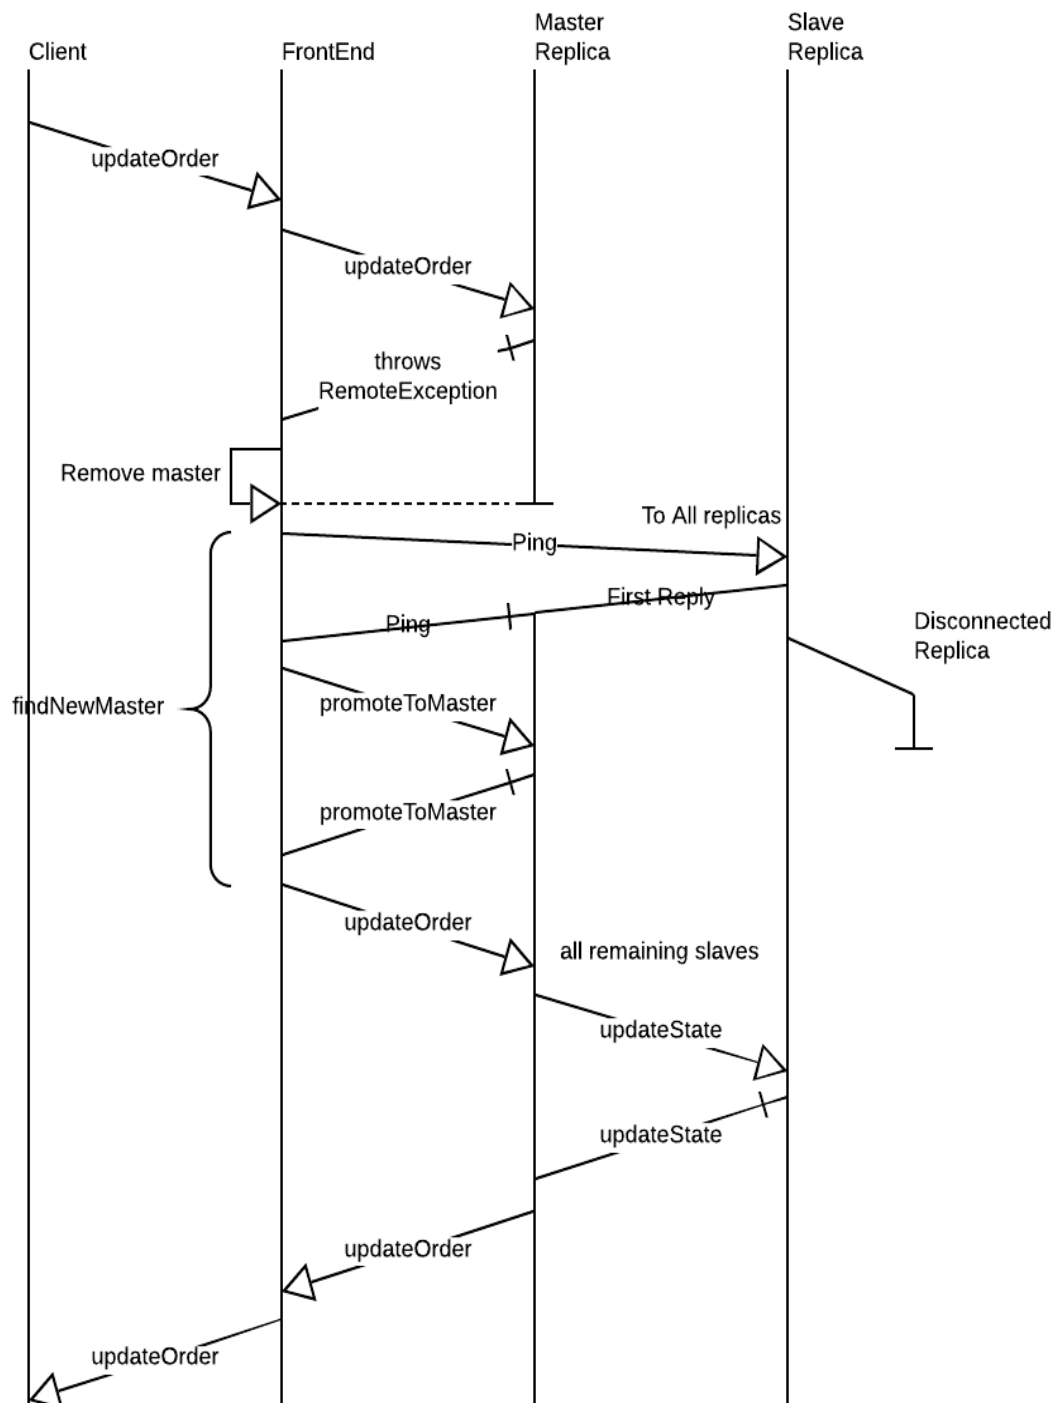 Client
FrontEnd
Master
Replica
Slave
Replica
updateOrder
updateOrder
throws
RemoteException
Remove master
To All replicas
Ping
First Reply
Ping
Disconnected
Replica
findNewMaster
promoteToMaster
promoteToMaster
updateOrder
all remaining slaves
updateState
updateState
updateOrder
updateOrder